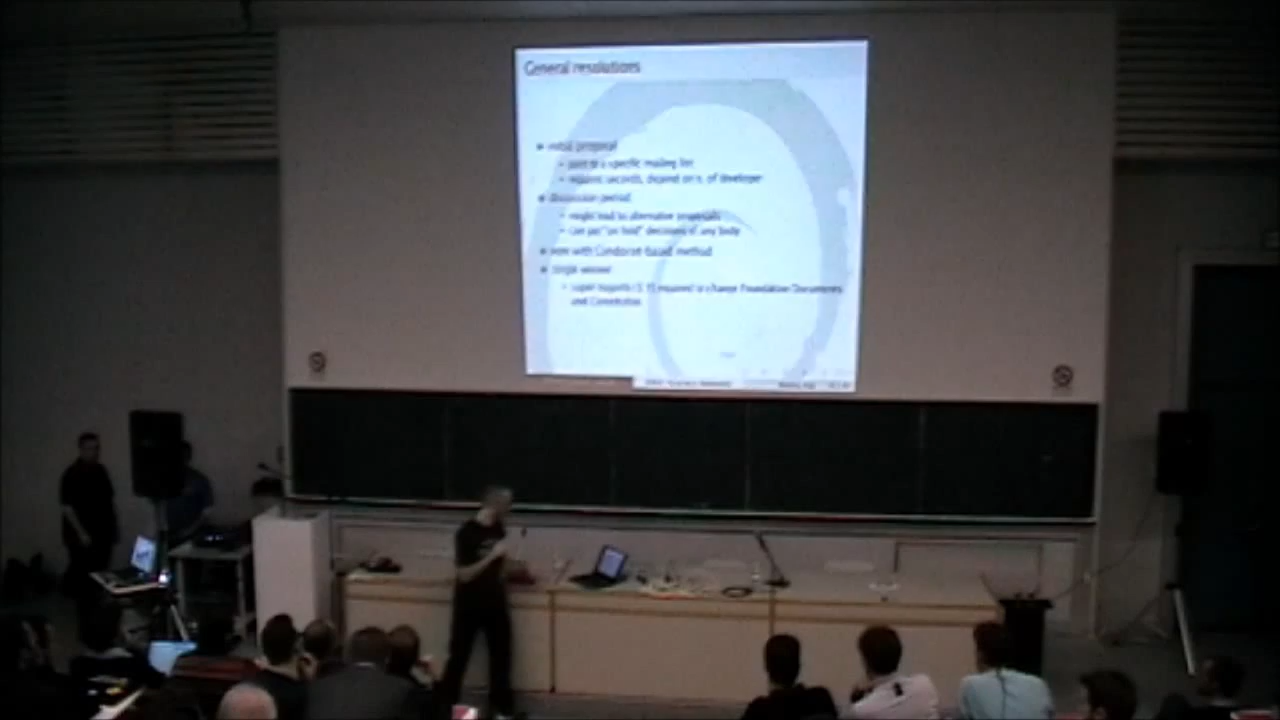 General resolutions
initial proposal
sent to a specific mailing list
requires seconds, depend on n. of developer
discussion period
might lead to alternative proposals
can put "on hold" decisions of any body
vote with Condorcet-based method
single winner
super majority (3:1) required to change Foundation Documents
and Constitution